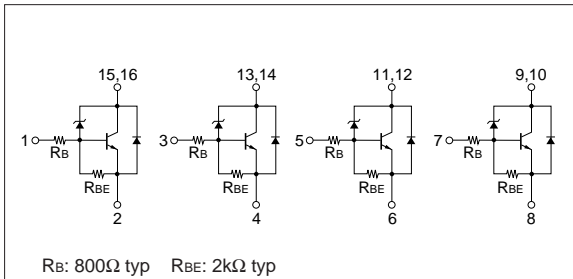 15,16 13,14 11,12 9,10
1 3 5 7
RB RB RB RB
RBE RBE RBE RBE
2 4 6 8
RB: 800Ω typ RBE: 2kΩ typ